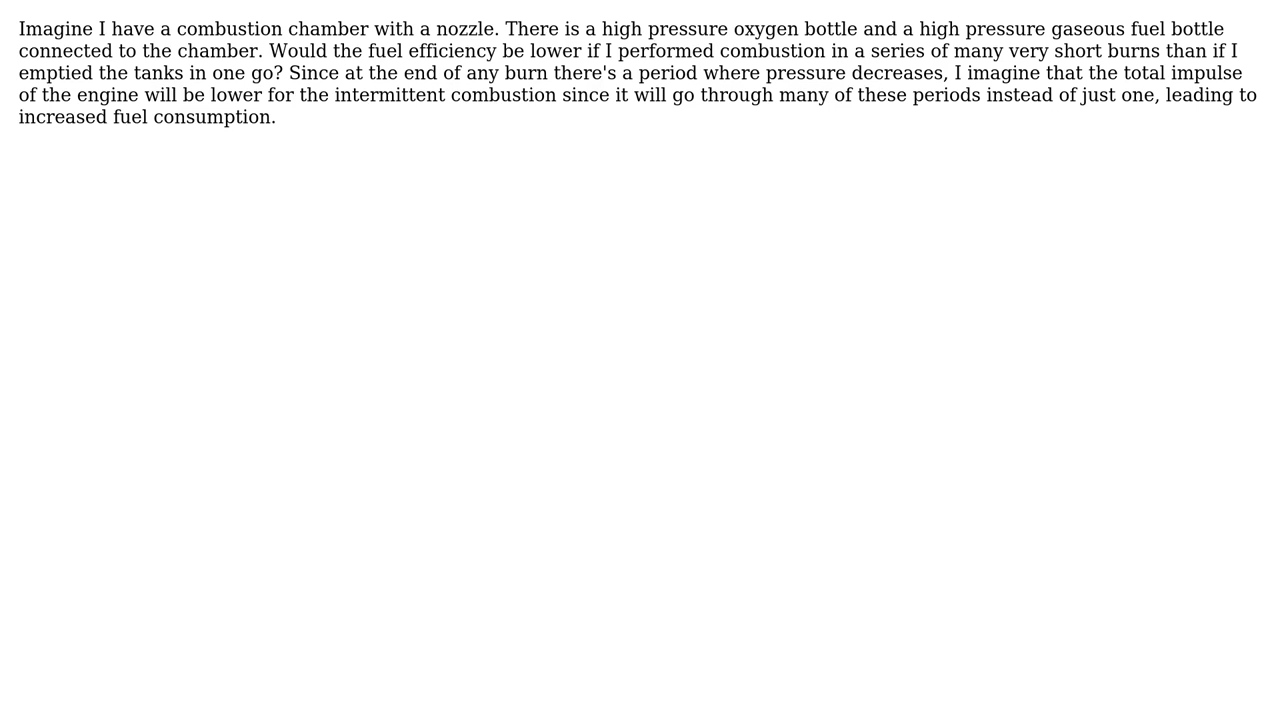 Imagine I have a combustion chamber with a nozzle. There is a high pressure oxygen bottle and a high pressure gaseous fuel bottle
connected to the chamber. Would the fuel efficiency be lower if I performed combustion in a series of many very short burns than if I
emptied the tanks in one go? Since at the end of any burn there's a period where pressure decreases, I imagine that the total impulse
of the engine will be lower for the intermittent combustion since it will go through many of these periods instead of just one, leading to
increased fuel consumption.